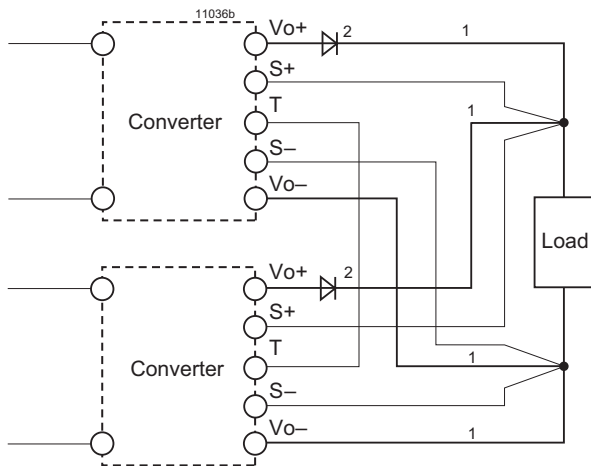 11036b
Vo+
2
1
S+
T
1
Converter
S–
Vo–
Load
Vo+
2
S+
T
1
Converter
S–
Vo–
1